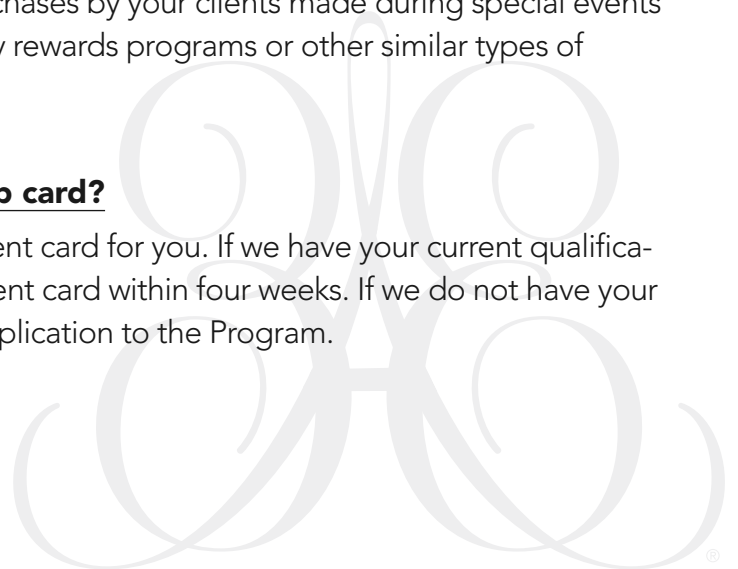 chases by your clients made during special events
y rewards programs or other similar types of
p card?
ent card for you. If we have your current qualifica-
ent card within four weeks. If we do not have your
plication to the Program.
®